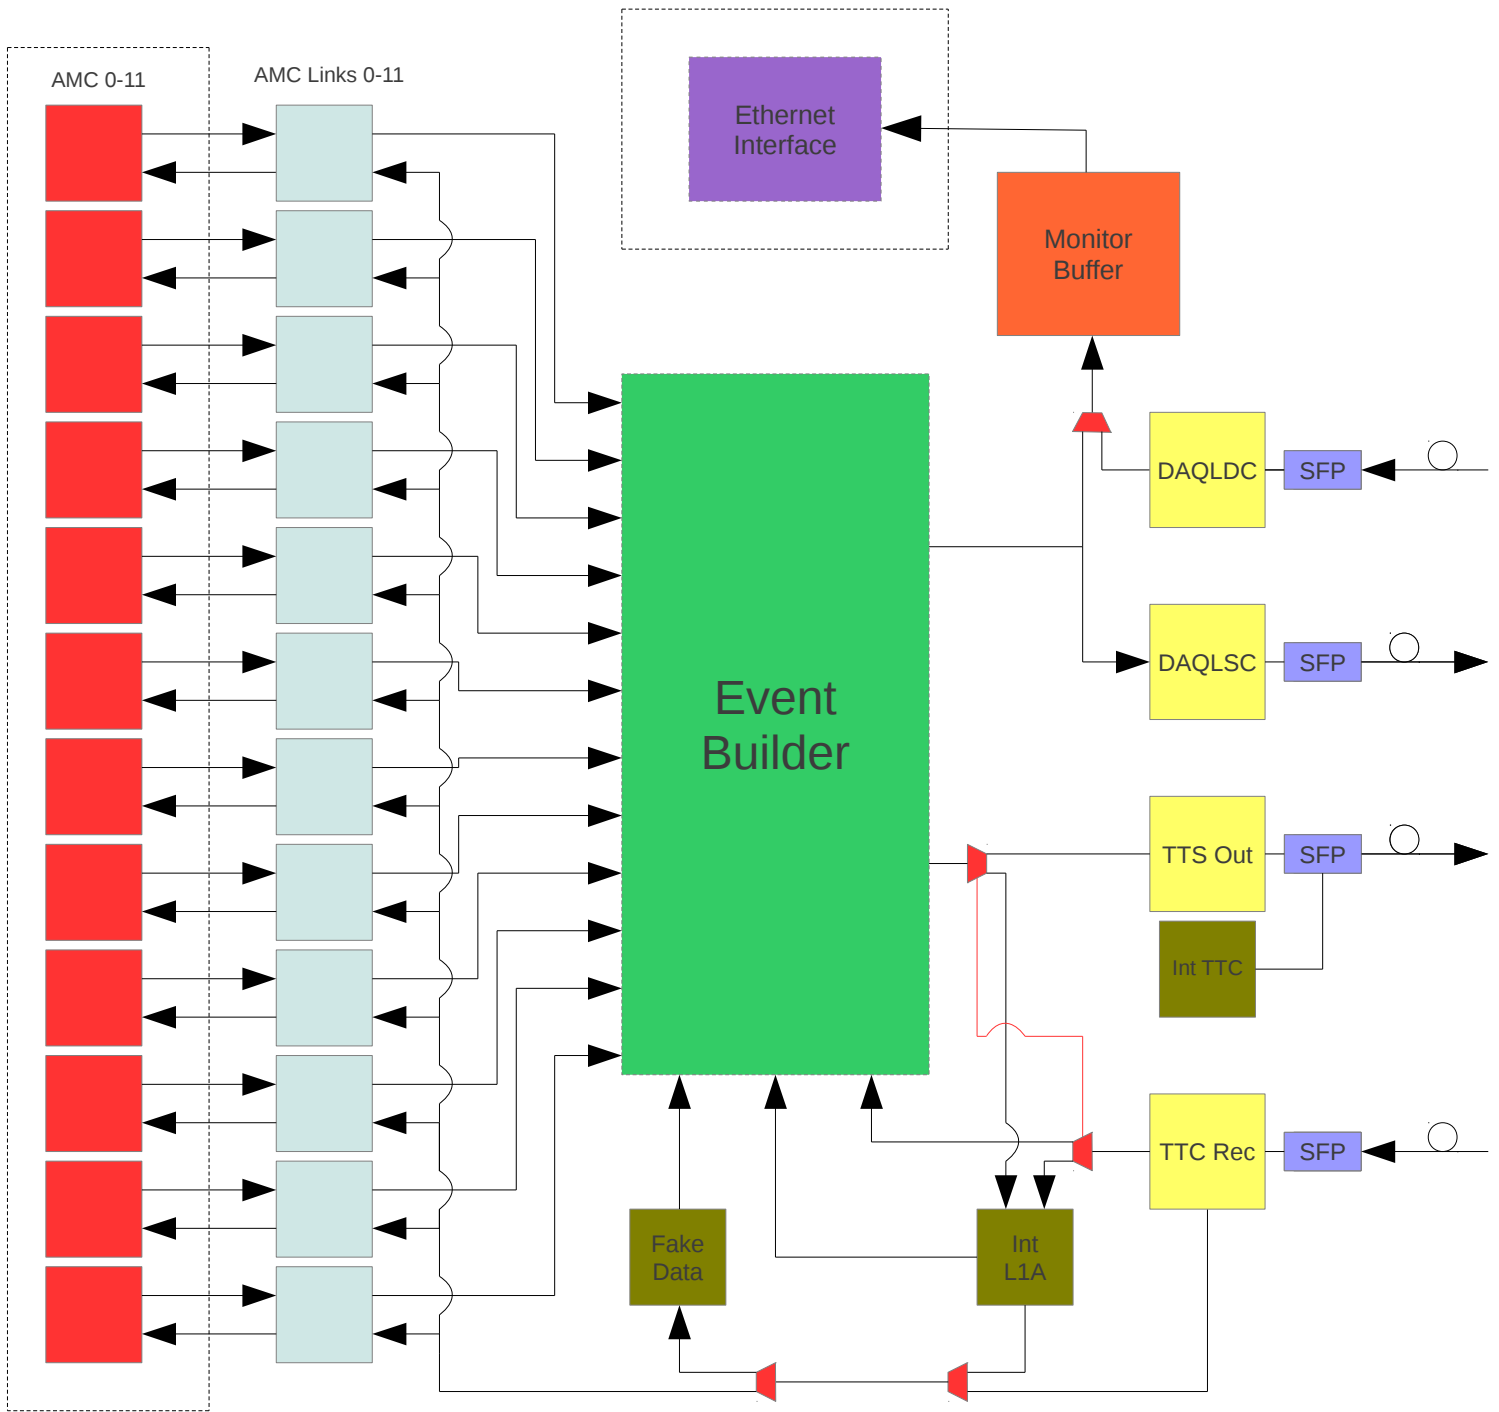 AMC 0-11
AMC Links 0-11
Ethernet
Interface
Monitor
Buffer
DAQLDC
SFP
Event
Builder
DAQLSC
SFP
TTS Out
SFP
Int TTC
TTC Rec
SFP
Fake
Data
Int
L1A